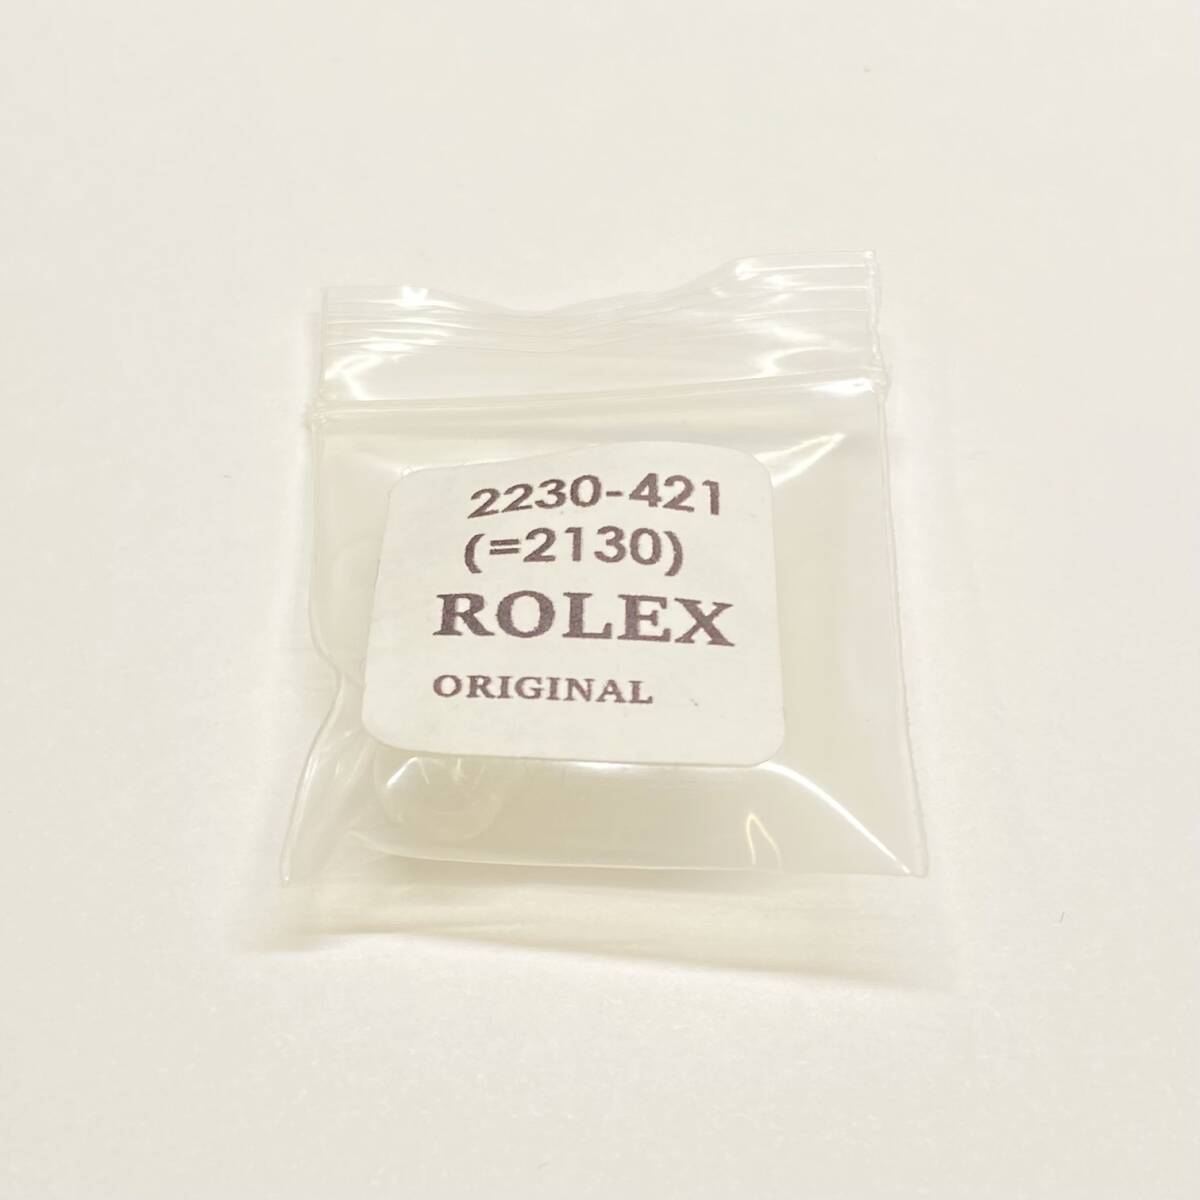 2230-421
(=2130)
ROLEX
ORIGINAL